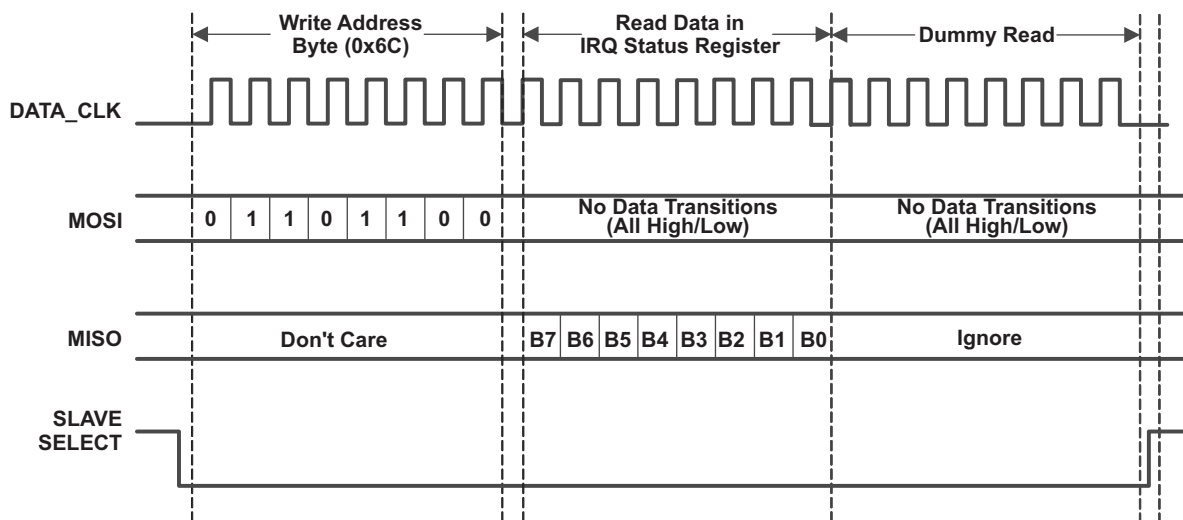 Write Address
Byte (0x6C)
Read Data in
IRQ Status Register
Dummy Read
DATA_CLK
MOSI
0 1 1 0 1 1 0 0
No Data Transitions
(All High/Low)
No Data Transitions
(All High/Low)
MISO
Don't Care
B7 B6 B5 B4 B3 B2 B1 B0
Ignore
SLAVE
SELECT